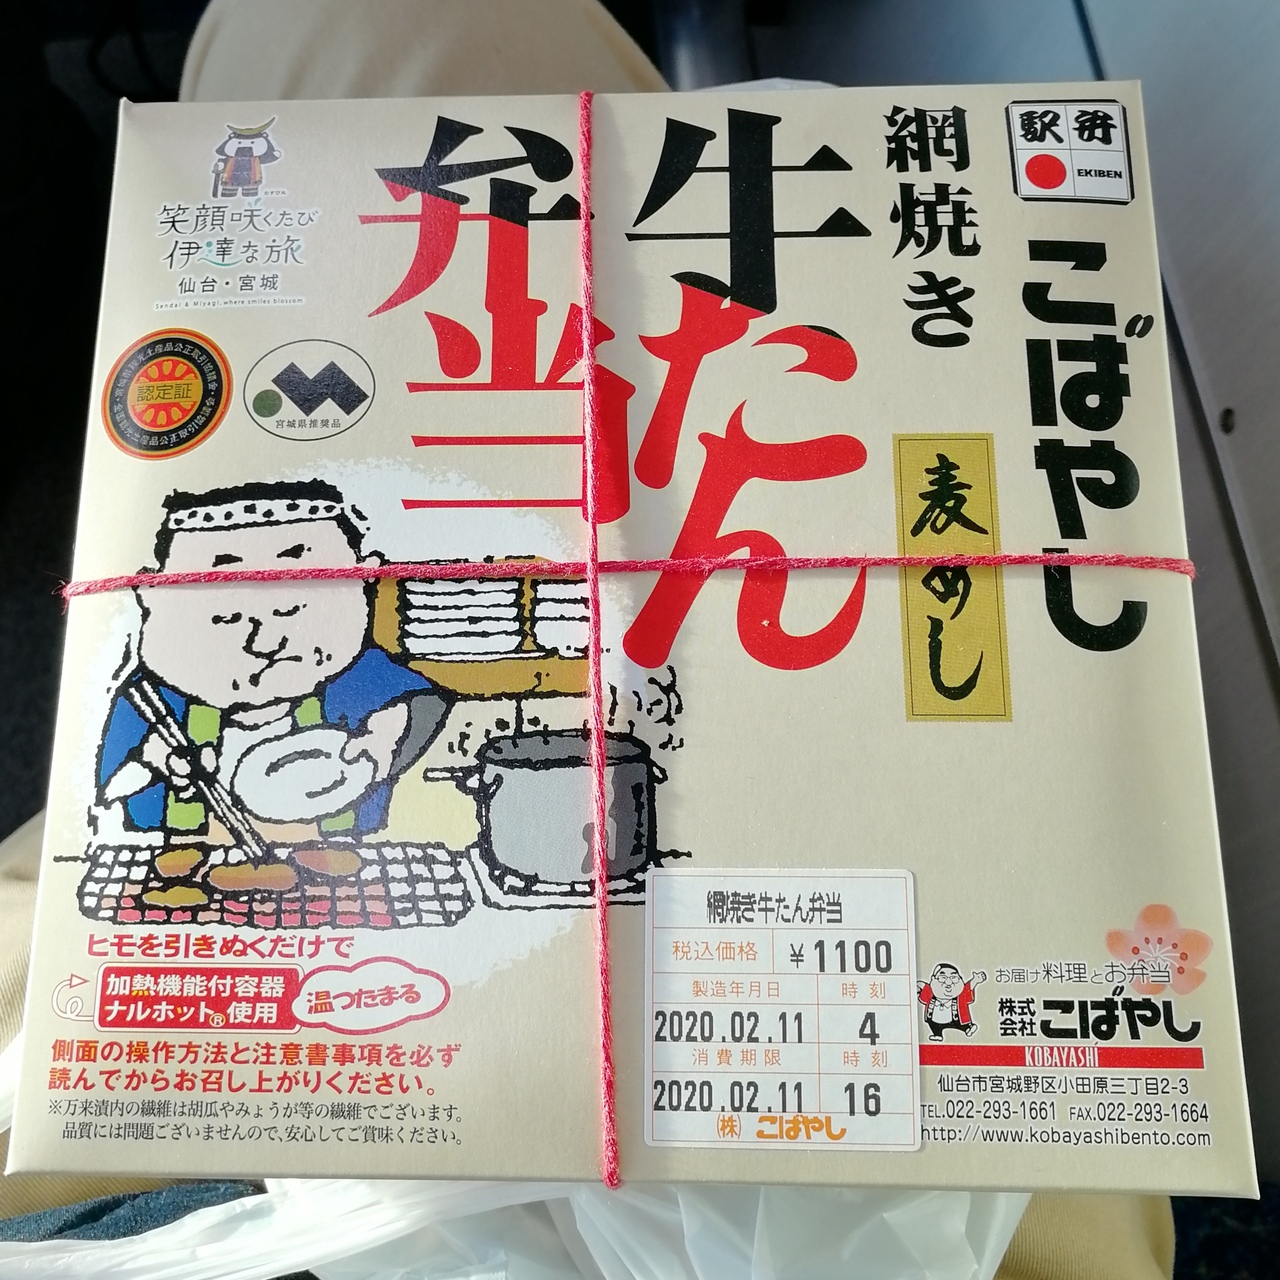 駅弁
EKIBEN
こばやし
網焼き
牛たん
弁当
麦めし
笑顔咲くたび
伊達な旅
仙台・宮城
Sendai & Miyagi, where smiles blossom
認定証
宮城県推奨品
ヒモを引きぬくだけで
加熱機能付容器
ナルホット®使用
温ったまる
側面の操作方法と注意書事項を必ず
読んでからお召し上がりください。
※万来漬内の繊維は胡瓜やみょうが等の繊維でございます。
品質には問題ございませんので、安心してご賞味ください。
網焼き牛たん弁当
税込価格 ¥1100
製造年月日 時刻
2020.02.11 4
消費期限 時刻
2020.02.11 16
(株) こばやし
お届け料理とお弁当
株式会社 こばやし
KOBAYASHI
仙台市宮城野区小田原三丁目2-3
TEL.022-293-1661 FAX.022-293-1664
http://www.kobayashibento.com